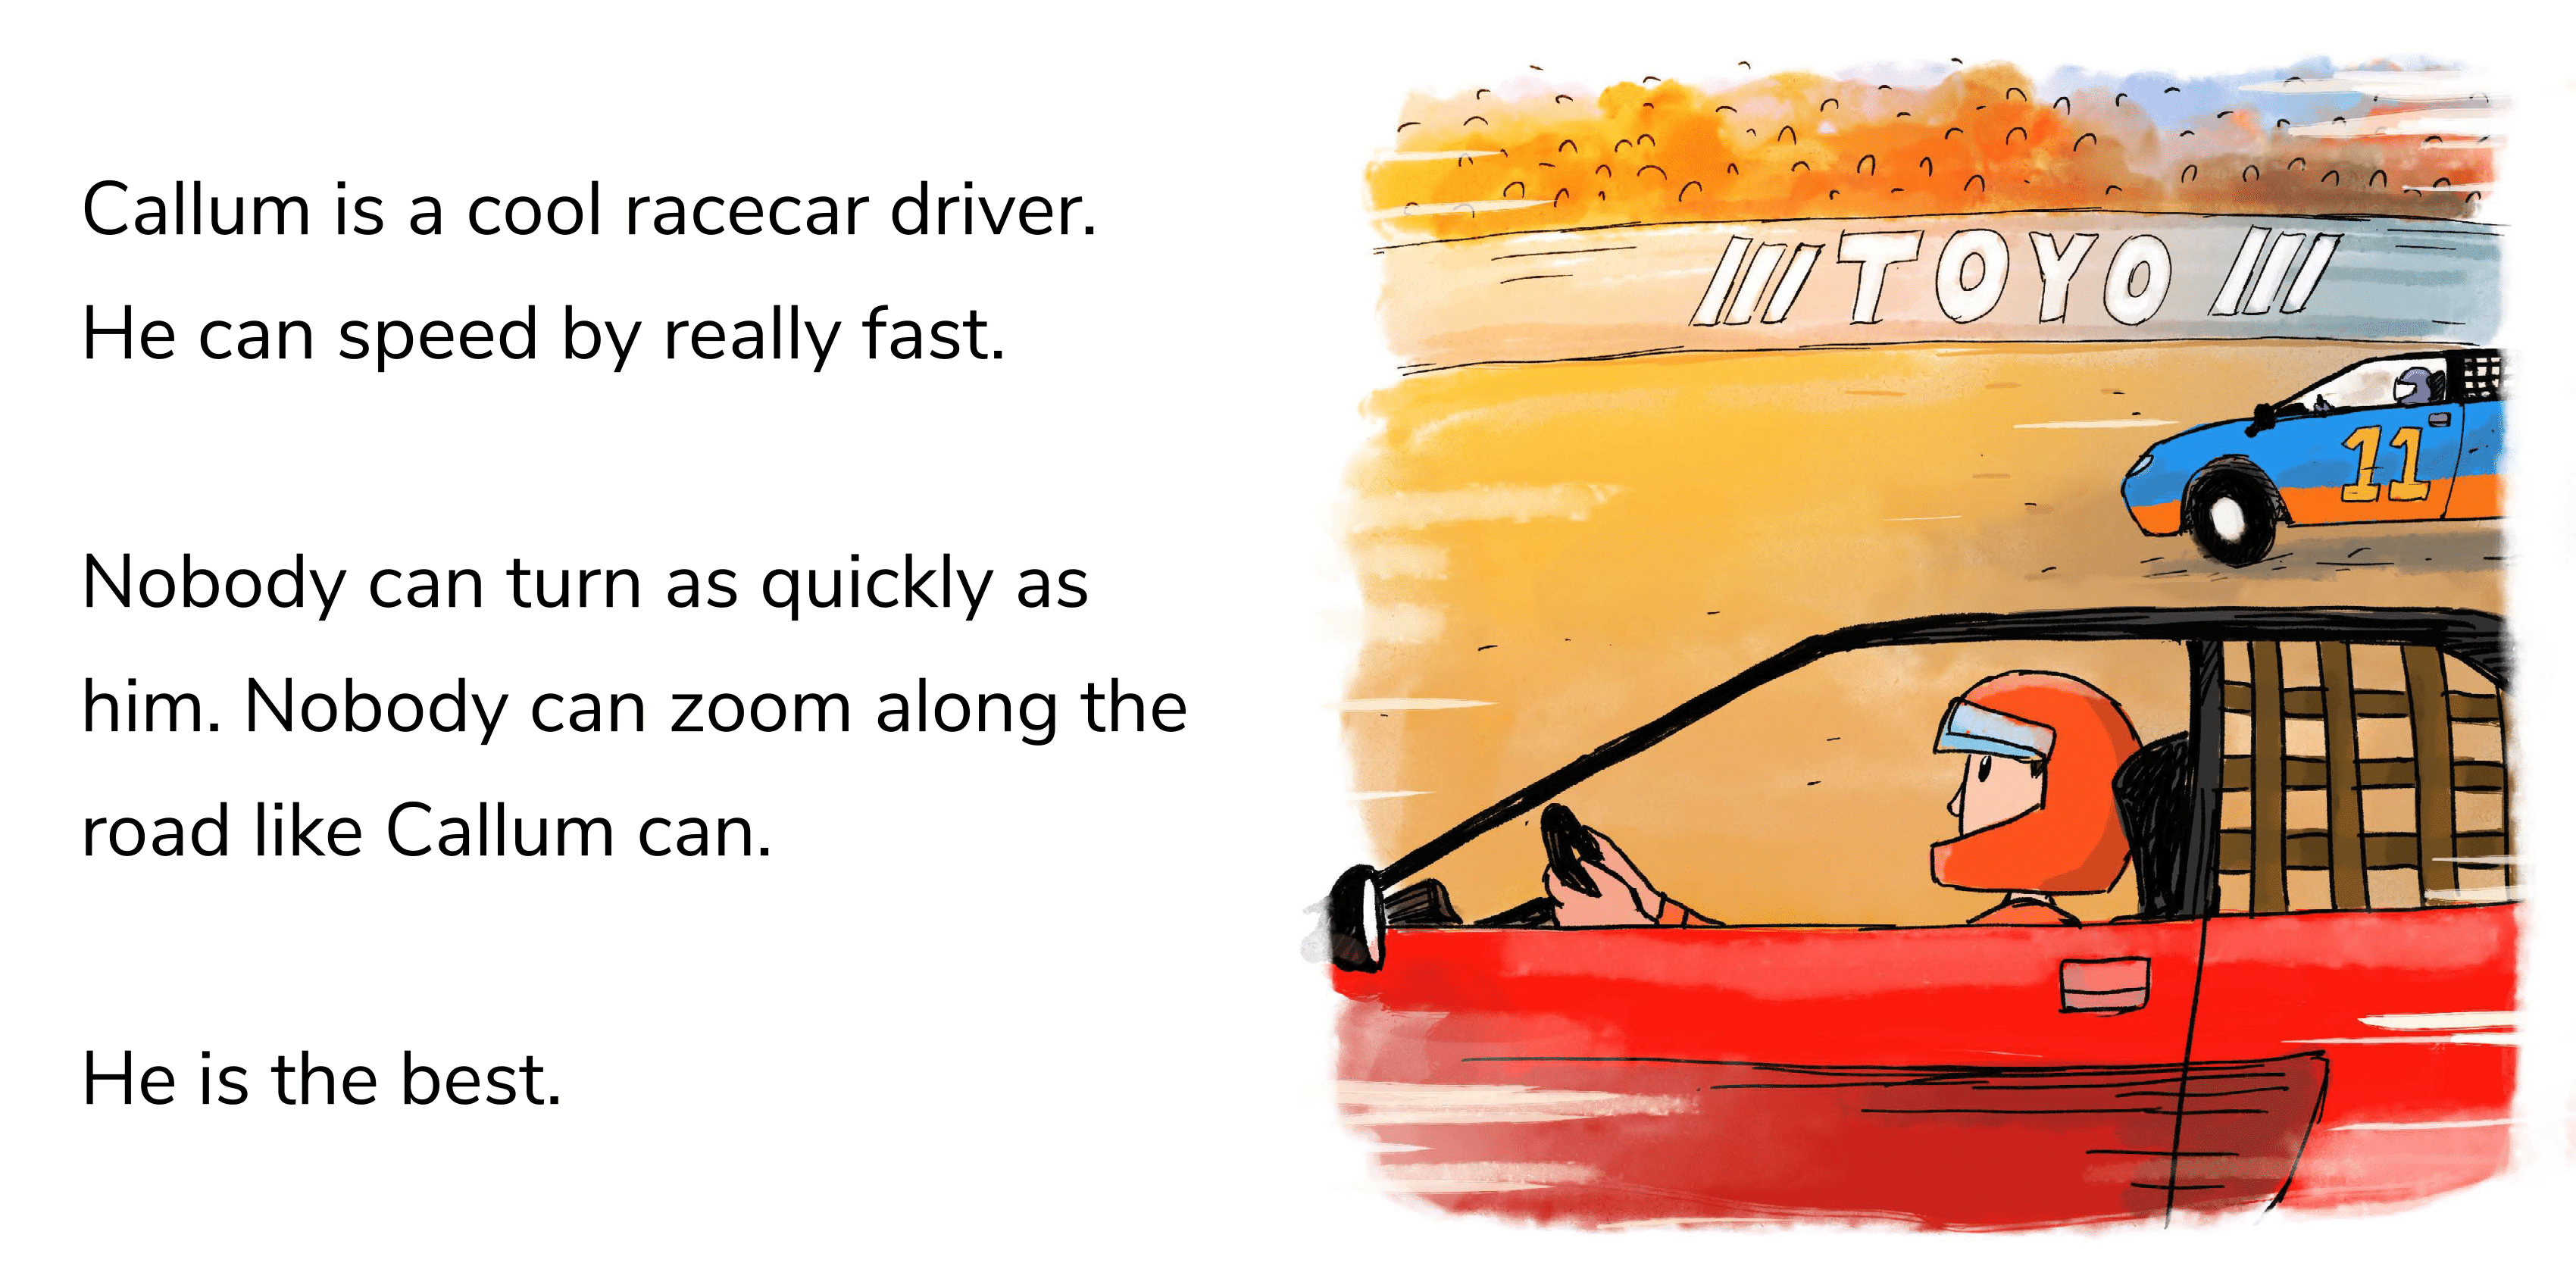 Callum is a cool racecar driver.
He can speed by really fast.
Nobody can turn as quickly as
him. Nobody can zoom along the
road like Callum can.
He is the best.
TOYO
11